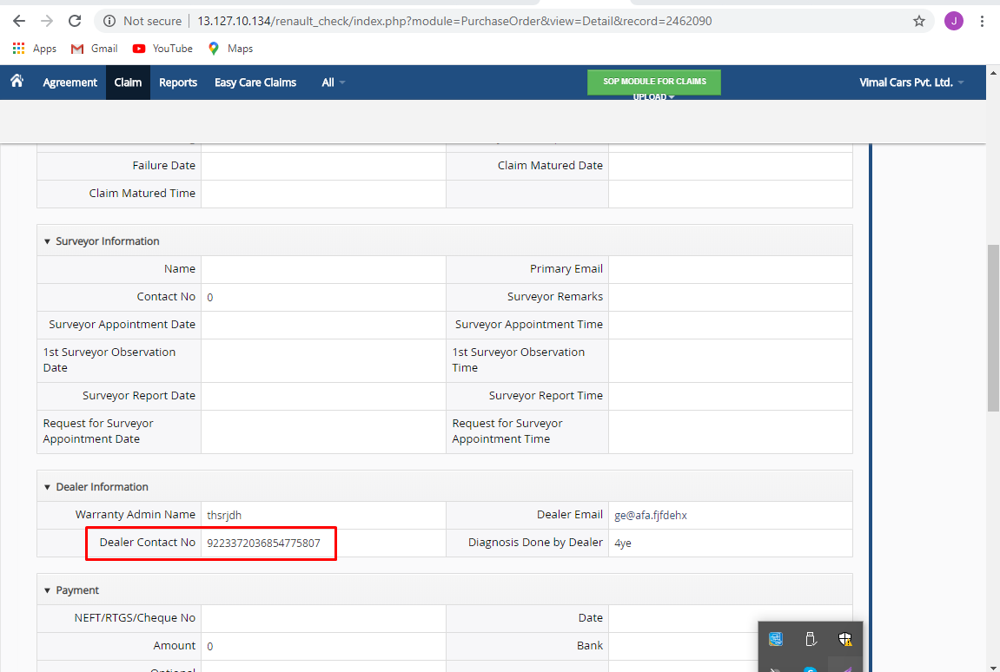 Not secure | 13.127.10.134/renault_check/index.php?module=PurchaseOrder&view=Detail&record=2462090 J
Apps Gmail YouTube Maps
Agreement Claim Reports Easy Care Claims All SOP MODULE FOR CLAIMS Vimal Cars Pvt. Ltd.
UPLOAD
Failure Date Claim Matured Date
Claim Matured Time
Surveyor Information
Name Primary Email
Contact No 0 Surveyor Remarks
Surveyor Appointment Date Surveyor Appointment Time
1st Surveyor Observation Date 1st Surveyor Observation Time
Surveyor Report Date Surveyor Report Time
Request for Surveyor Appointment Date Request for Surveyor Appointment Time
Dealer Information
Warranty Admin Name thsrjdh Dealer Email ge@afa.fjfdehx
Dealer Contact No 9223372036854775807 Diagnosis Done by Dealer 4ye
Payment
NEFT/RTGS/Cheque No Date
Amount 0 Bank
Optional